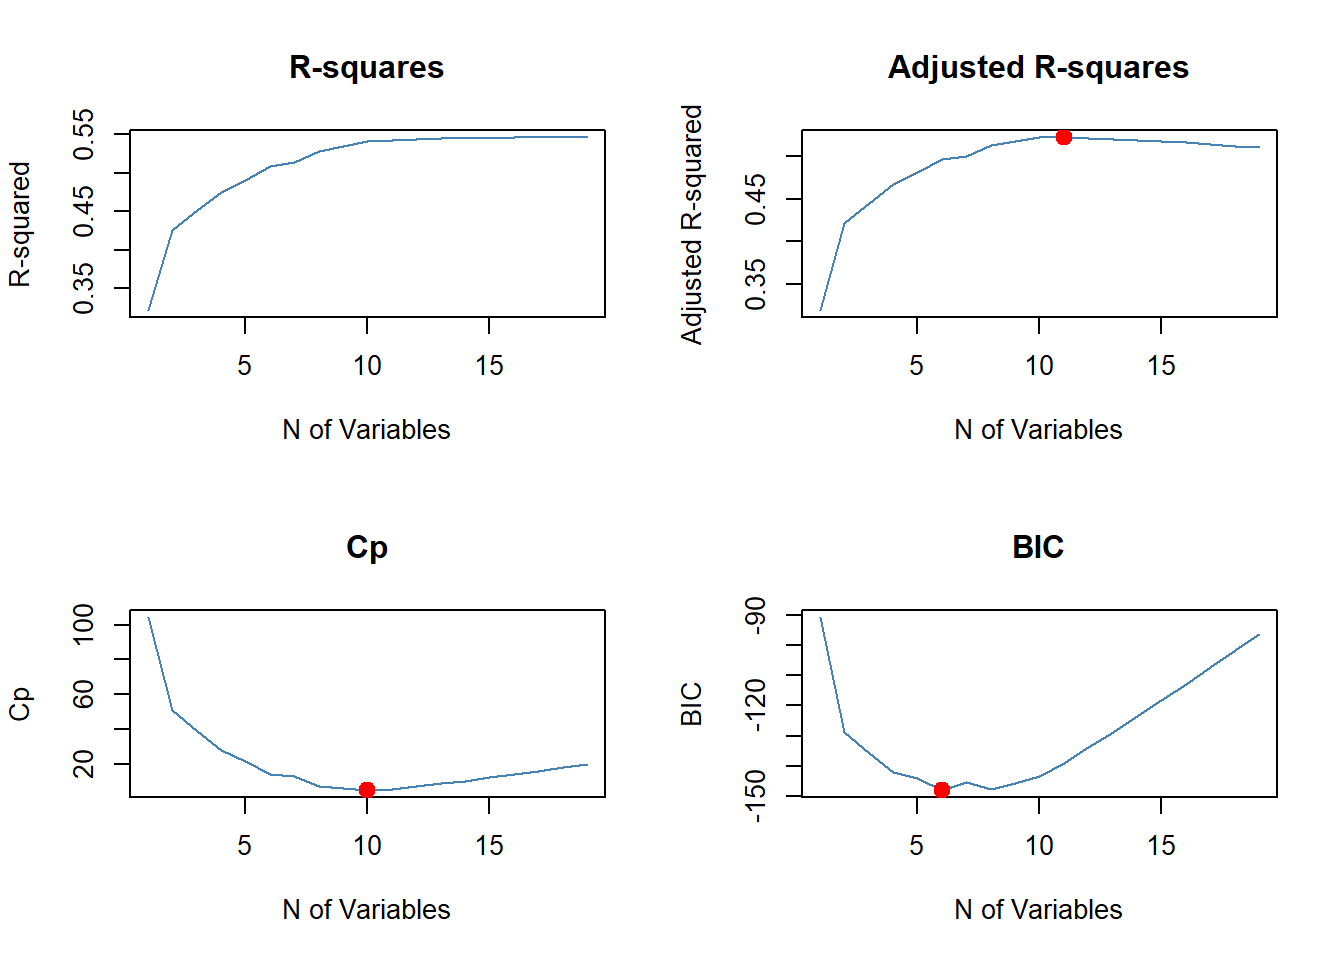 R-squares
R-squared
0.35 0.45 0.55
5 10 15
N of Variables
Adjusted R-squares
Adjusted R-squared
0.35 0.45
5 10 15
N of Variables
Cp
Cp
20 60 100
5 10 15
N of Variables
BIC
BIC
-150 -120 -90
5 10 15
N of Variables